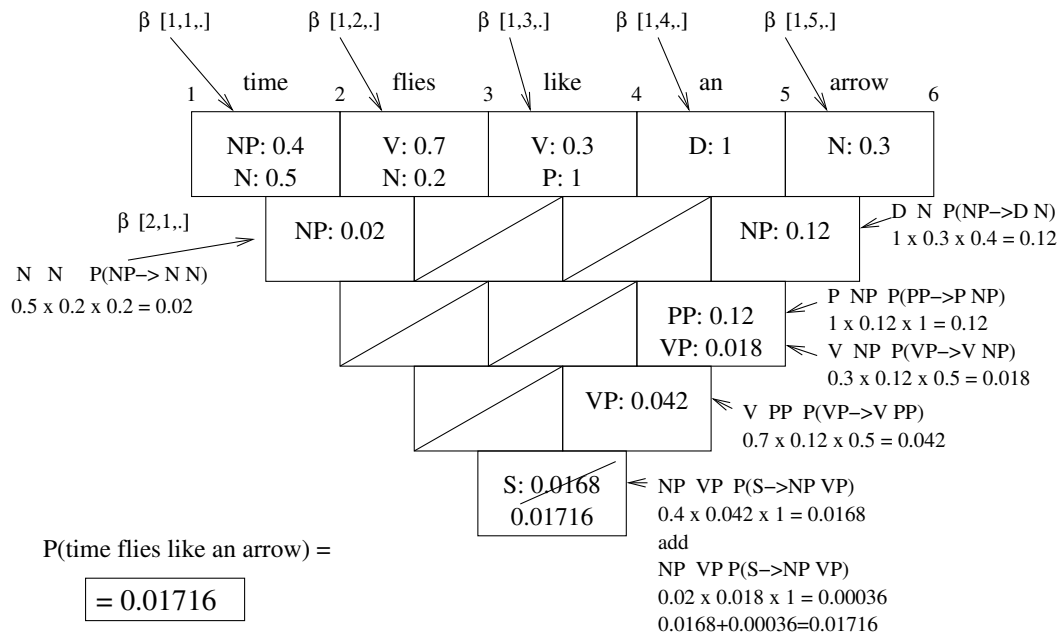 β [1,1,.] β [1,2,.] β [1,3,.] β [1,4,.] β [1,5,.]
time flies like an arrow
1 2 3 4 5 6
NP: 0.4 V: 0.7 V: 0.3 D: 1 N: 0.3
N: 0.5 N: 0.2 P: 1
β [2,1,.]
NP: 0.02 NP: 0.12
D N P(NP->D N)
1 x 0.3 x 0.4 = 0.12
N N P(NP-> N N)
0.5 x 0.2 x 0.2 = 0.02
PP: 0.12
VP: 0.018
P NP P(PP->P NP)
1 x 0.12 x 1 = 0.12
V NP P(VP->V NP)
0.3 x 0.12 x 0.5 = 0.018
VP: 0.042
V PP P(VP->V PP)
0.7 x 0.12 x 0.5 = 0.042
S: 0.0168
0.01716
NP VP P(S->NP VP)
0.4 x 0.042 x 1 = 0.0168
add
NP VP P(S->NP VP)
0.02 x 0.018 x 1 = 0.00036
0.0168+0.00036=0.01716
P(time flies like an arrow) =
= 0.01716